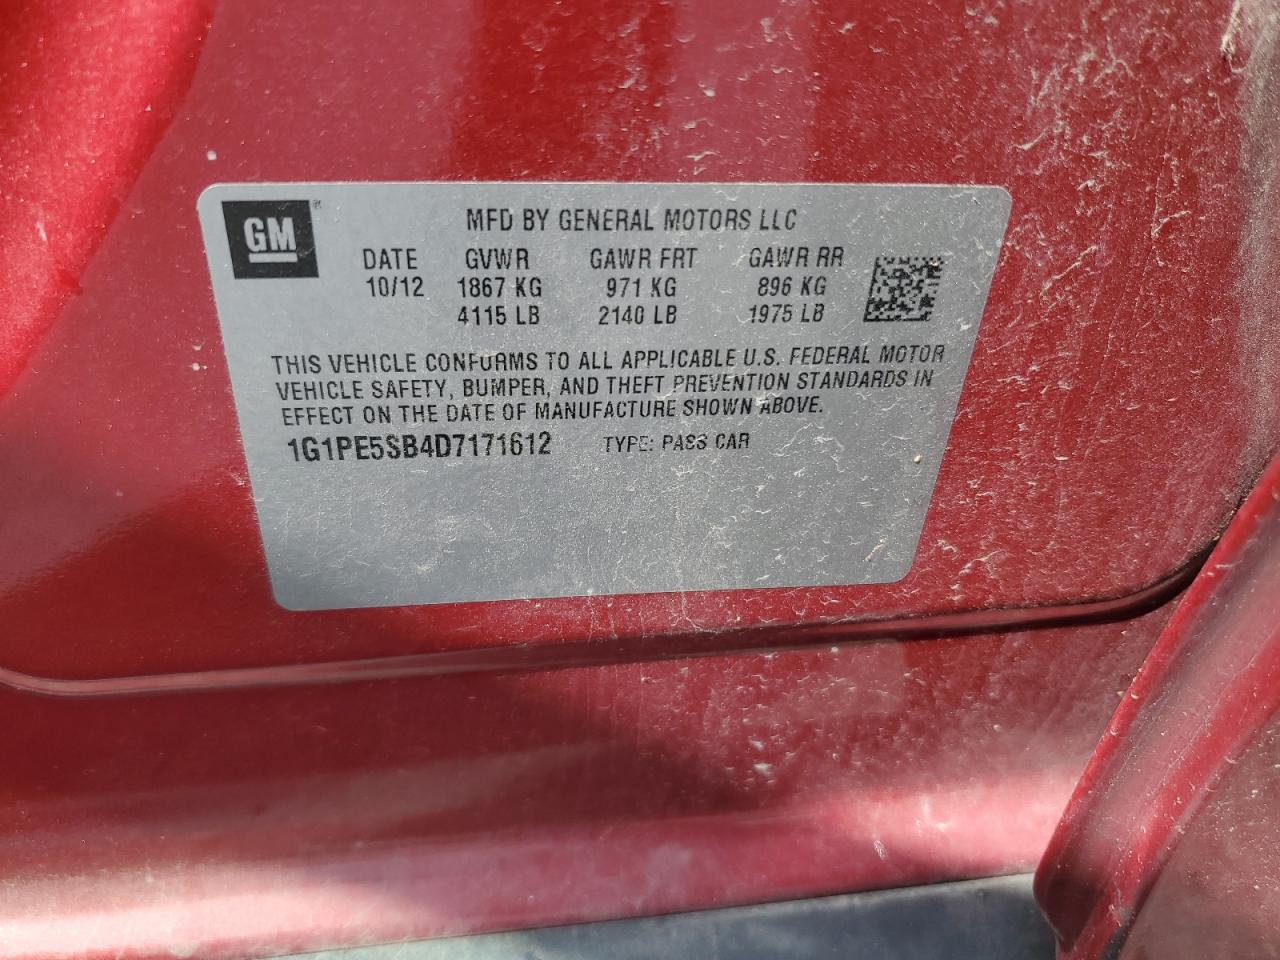 GM®
MFD BY GENERAL MOTORS LLC
DATE GVWR GAWR FRT GAWR RR
10/12 1867 KG 971 KG 896 KG
4115 LB 2140 LB 1975 LB
THIS VEHICLE CONFORMS TO ALL APPLICABLE U.S. FEDERAL MOTOR
VEHICLE SAFETY, BUMPER, AND THEFT PREVENTION STANDARDS IN
EFFECT ON THE DATE OF MANUFACTURE SHOWN ABOVE.
1G1PE5SB4D7171612 TYPE: PASS CAR